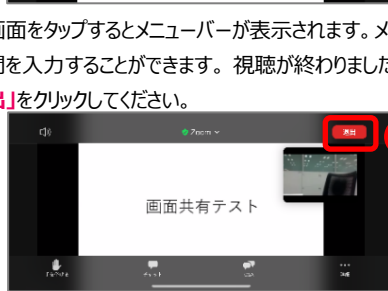 画面をタップするとメニューバーが表示されます。メ
を入力することができます。 視聴が終わりました
」をクリックしてください。
Zoom
退出
画面共有テスト